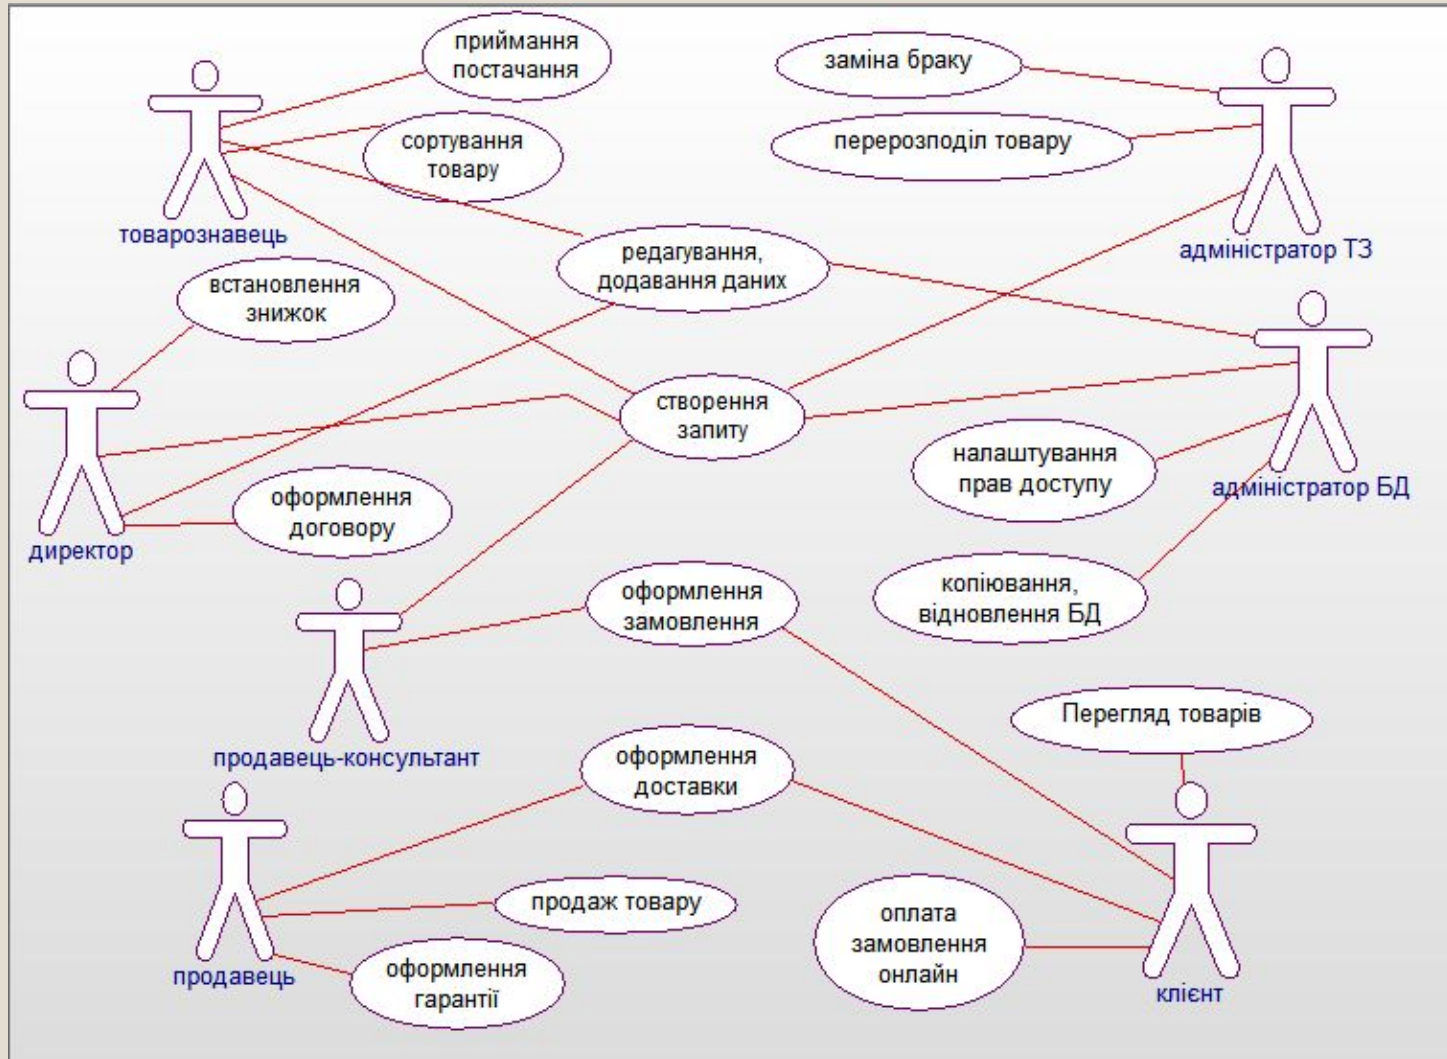 приймання
постачання
заміна браку
сортування
товару
перерозподіл товару
товарознавець
адміністратор ТЗ
редагування,
додавання даних
встановлення
знижок
створення
запиту
налаштування
прав доступу
адміністратор БД
оформлення
договору
директор
оформлення
замовлення
копіювання,
відновлення БД
Перегляд товарів
продавець-консультант
оформлення
доставки
продаж товару
оплата
замовлення
онлайн
продавець
оформлення
гарантії
клієнт